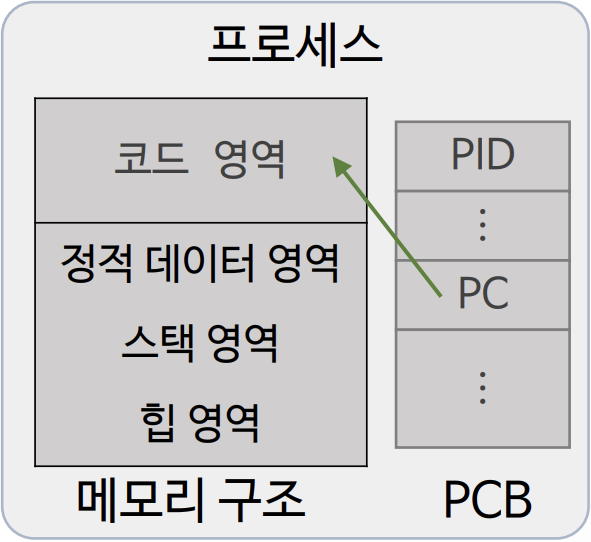 프로세스
코드 영역
정적 데이터 영역
스택 영역
힙 영역
메모리 구조
PID
⋮
PC
⋮
PCB